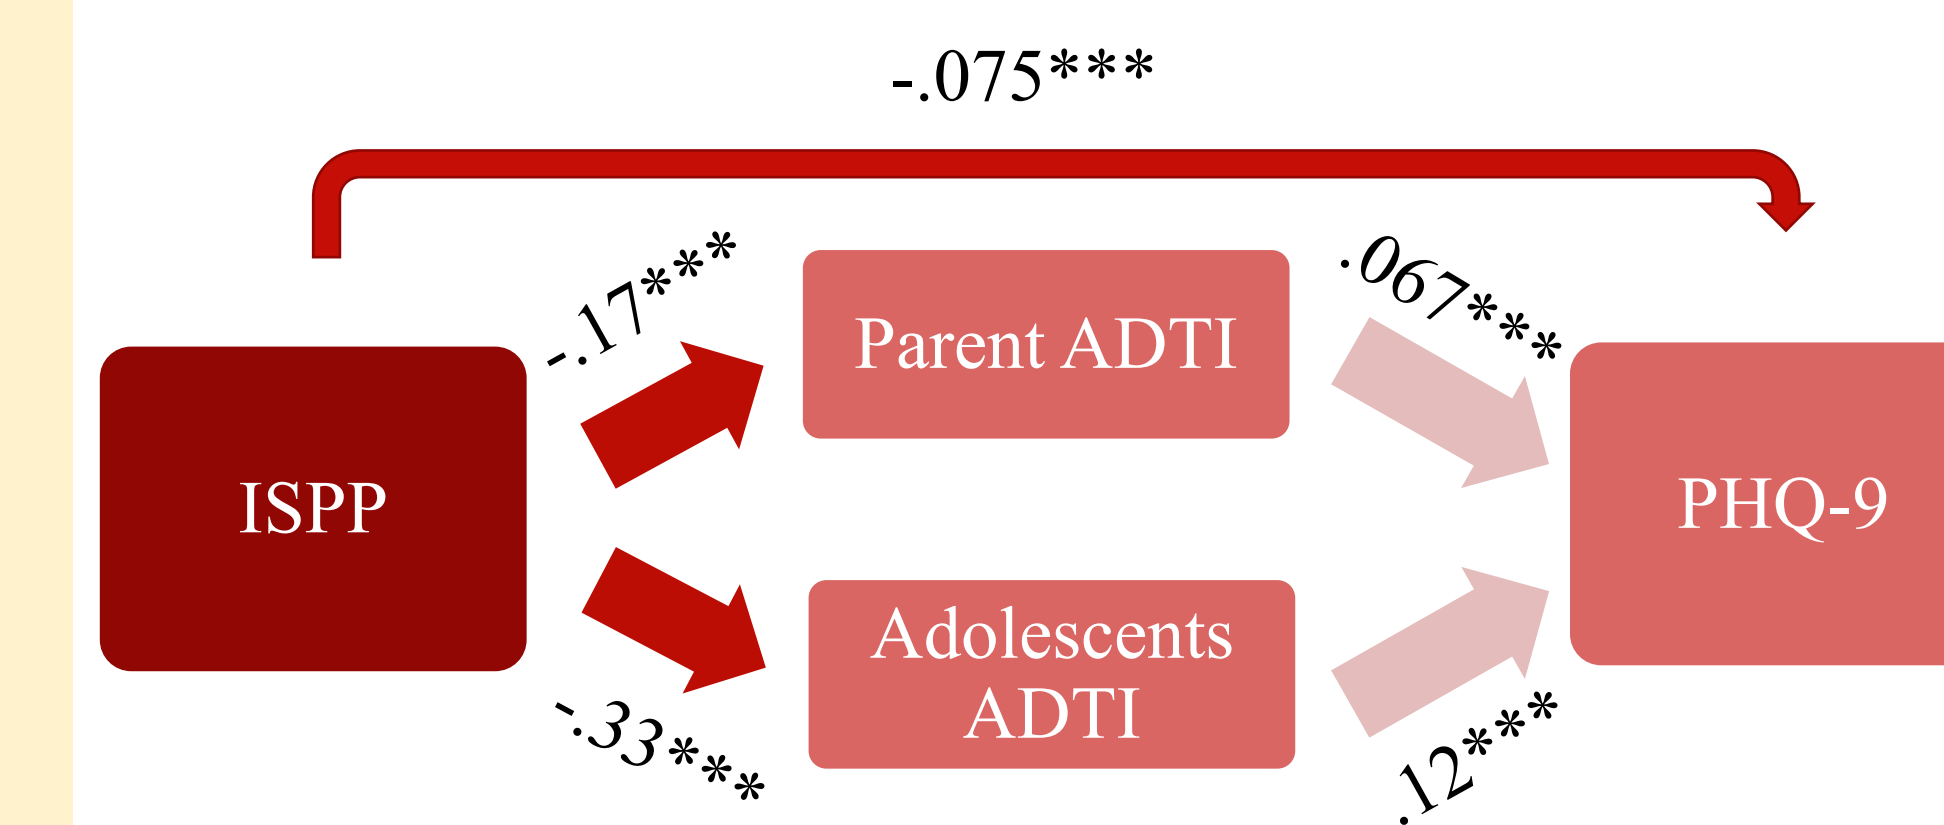 -.075***
-.17***
.067***
Parent ADTI
ISPP
PHQ-9
Adolescents
ADTI
-.33***
.12***